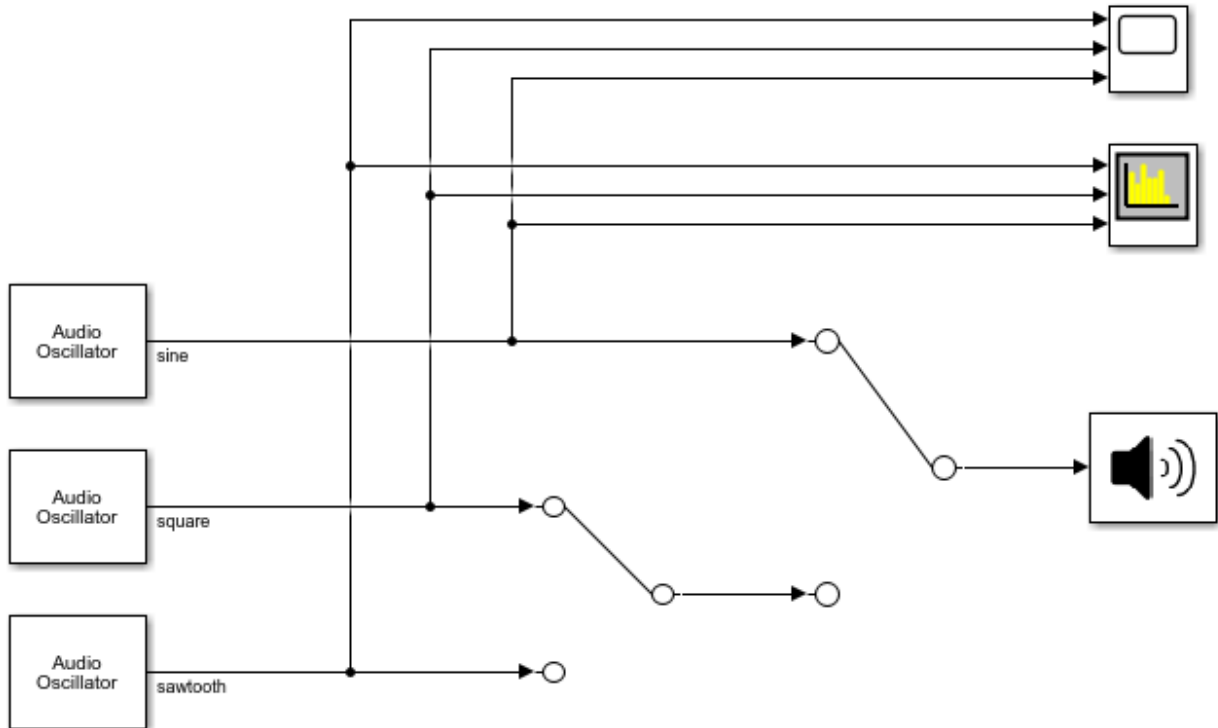 Audio
Oscillator
sine
Audio
Oscillator
square
Audio
Oscillator
sawtooth